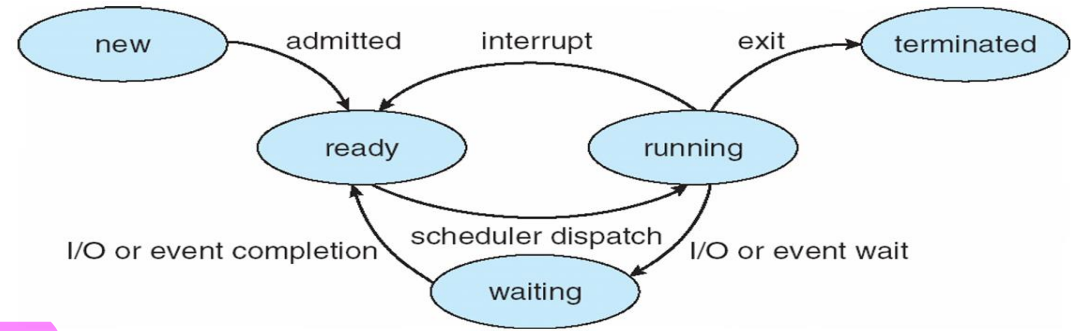 new
admitted
interrupt
exit
terminated
ready
running
I/O or event completion
scheduler dispatch
I/O or event wait
waiting